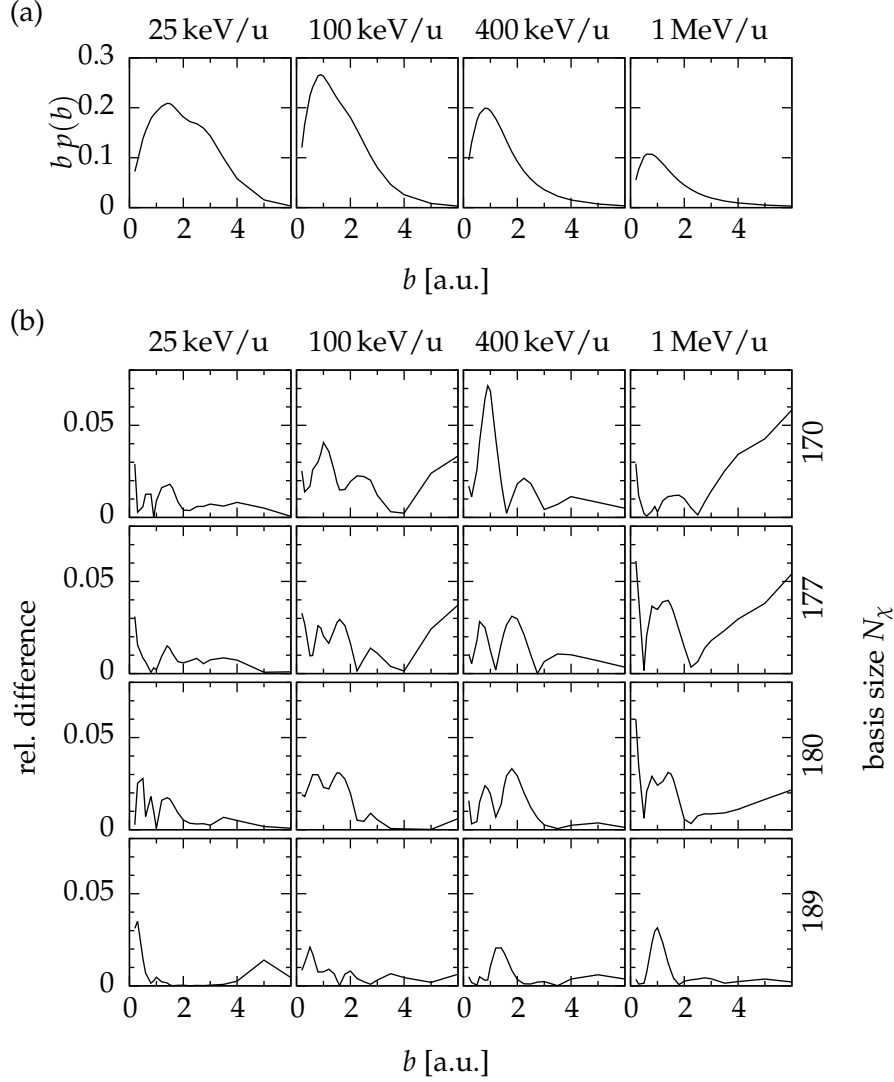 (a)
25 keV/u 100 keV/u 400 keV/u 1 MeV/u
0.3
0.2
0.1
0
b p(b)
0 2 4 0 2 4 0 2 4 0 2 4
b [a.u.]
(b)
25 keV/u 100 keV/u 400 keV/u 1 MeV/u
0.05
0
170
0.05
0
177
0.05
0
180
0.05
0
189
rel. difference
basis size Nχ
0 2 4 0 2 4 0 2 4 0 2 4
b [a.u.]